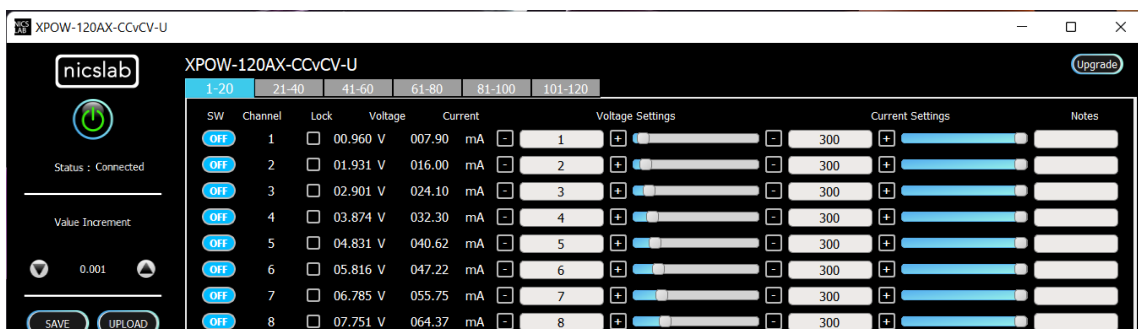 NICS LAB XPOW-120AX-CCvCV-U
nicslab
Status : Connected
Value Increment
0.001
SAVE UPLOAD
XPOW-120AX-CCvCV-U Upgrade
1-20 21-40 41-60 61-80 81-100 101-120
SW Channel Lock Voltage Current Voltage Settings Current Settings Notes
OFF 1 00.960 V 007.90 mA - 1 + - 300 +
OFF 2 01.931 V 016.00 mA - 2 + - 300 +
OFF 3 02.901 V 024.10 mA - 3 + - 300 +
OFF 4 03.874 V 032.30 mA - 4 + - 300 +
OFF 5 04.831 V 040.62 mA - 5 + - 300 +
OFF 6 05.816 V 047.22 mA - 6 + - 300 +
OFF 7 06.785 V 055.75 mA - 7 + - 300 +
OFF 8 07.751 V 064.37 mA - 8 + - 300 +